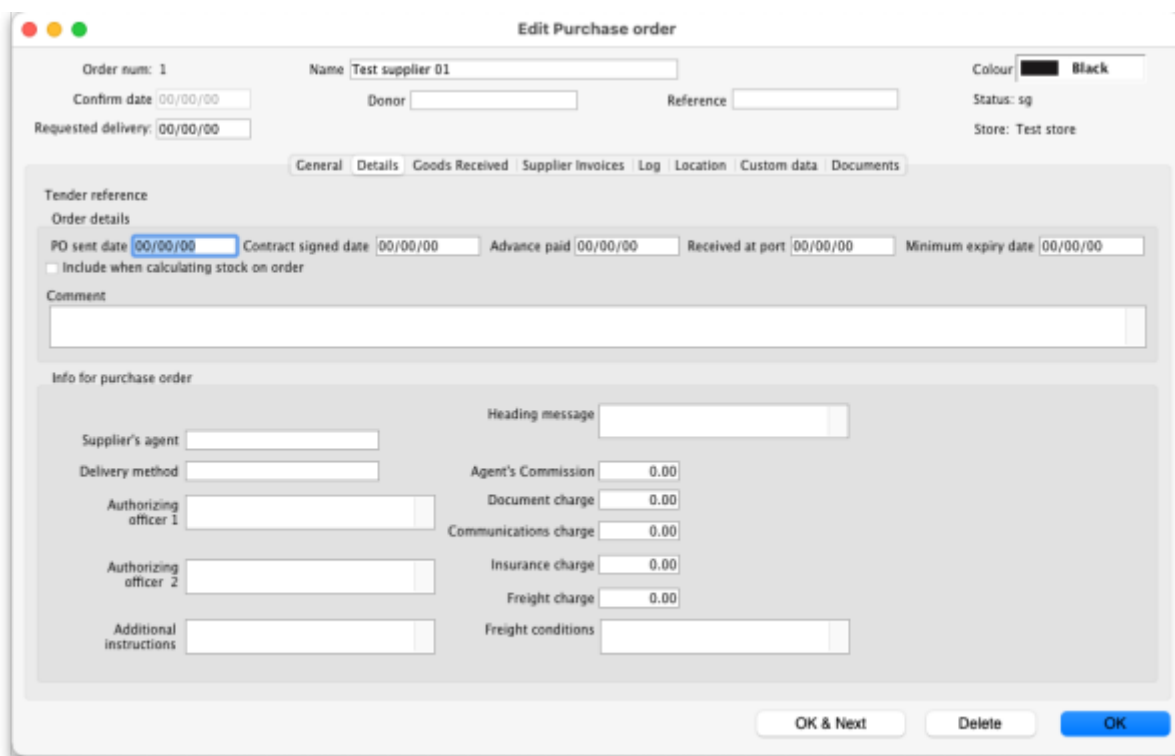 Edit Purchase order
Order num: 1 Name Test supplier 01 Colour Black
Confirm date 00/00/00 Donor Reference Status: sg
Requested delivery: 00/00/00 Store: Test store
General Details Goods Received Supplier Invoices Log Location Custom data Documents
Tender reference
Order details
PO sent date 00/00/00 Contract signed date 00/00/00 Advance paid 00/00/00 Received at port 00/00/00 Minimum expiry date 00/00/00
Include when calculating stock on order
Comment
Info for purchase order
Heading message
Supplier's agent
Delivery method Agent's Commission 0.00
Authorizing Document charge 0.00
officer 1
Communications charge 0.00
Authorizing Insurance charge 0.00
officer 2
Freight charge 0.00
Additional Freight conditions
instructions
OK & Next Delete OK